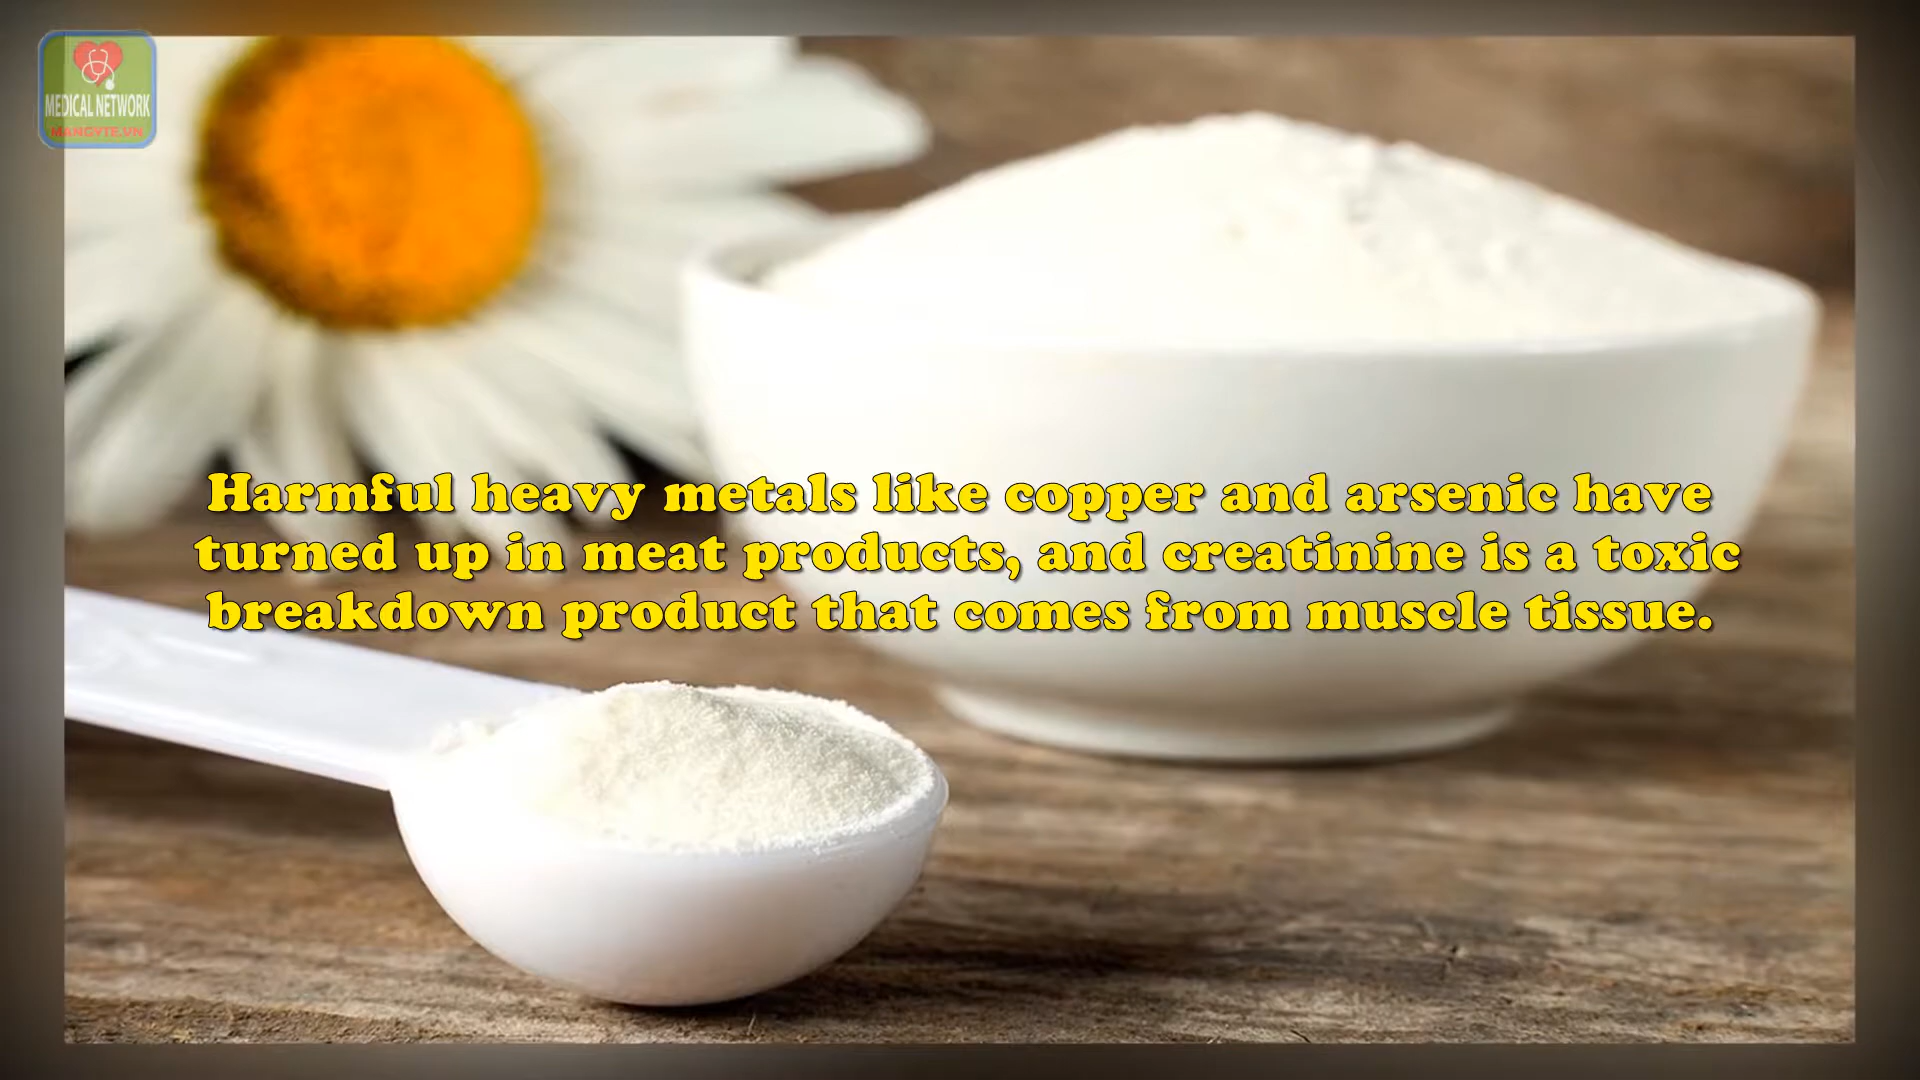 MEDICAL NETWORK
MANGYTE.VN
Harmful heavy metals like copper and arsenic have
turned up in meat products, and creatinine is a toxic
breakdown product that comes from muscle tissue.